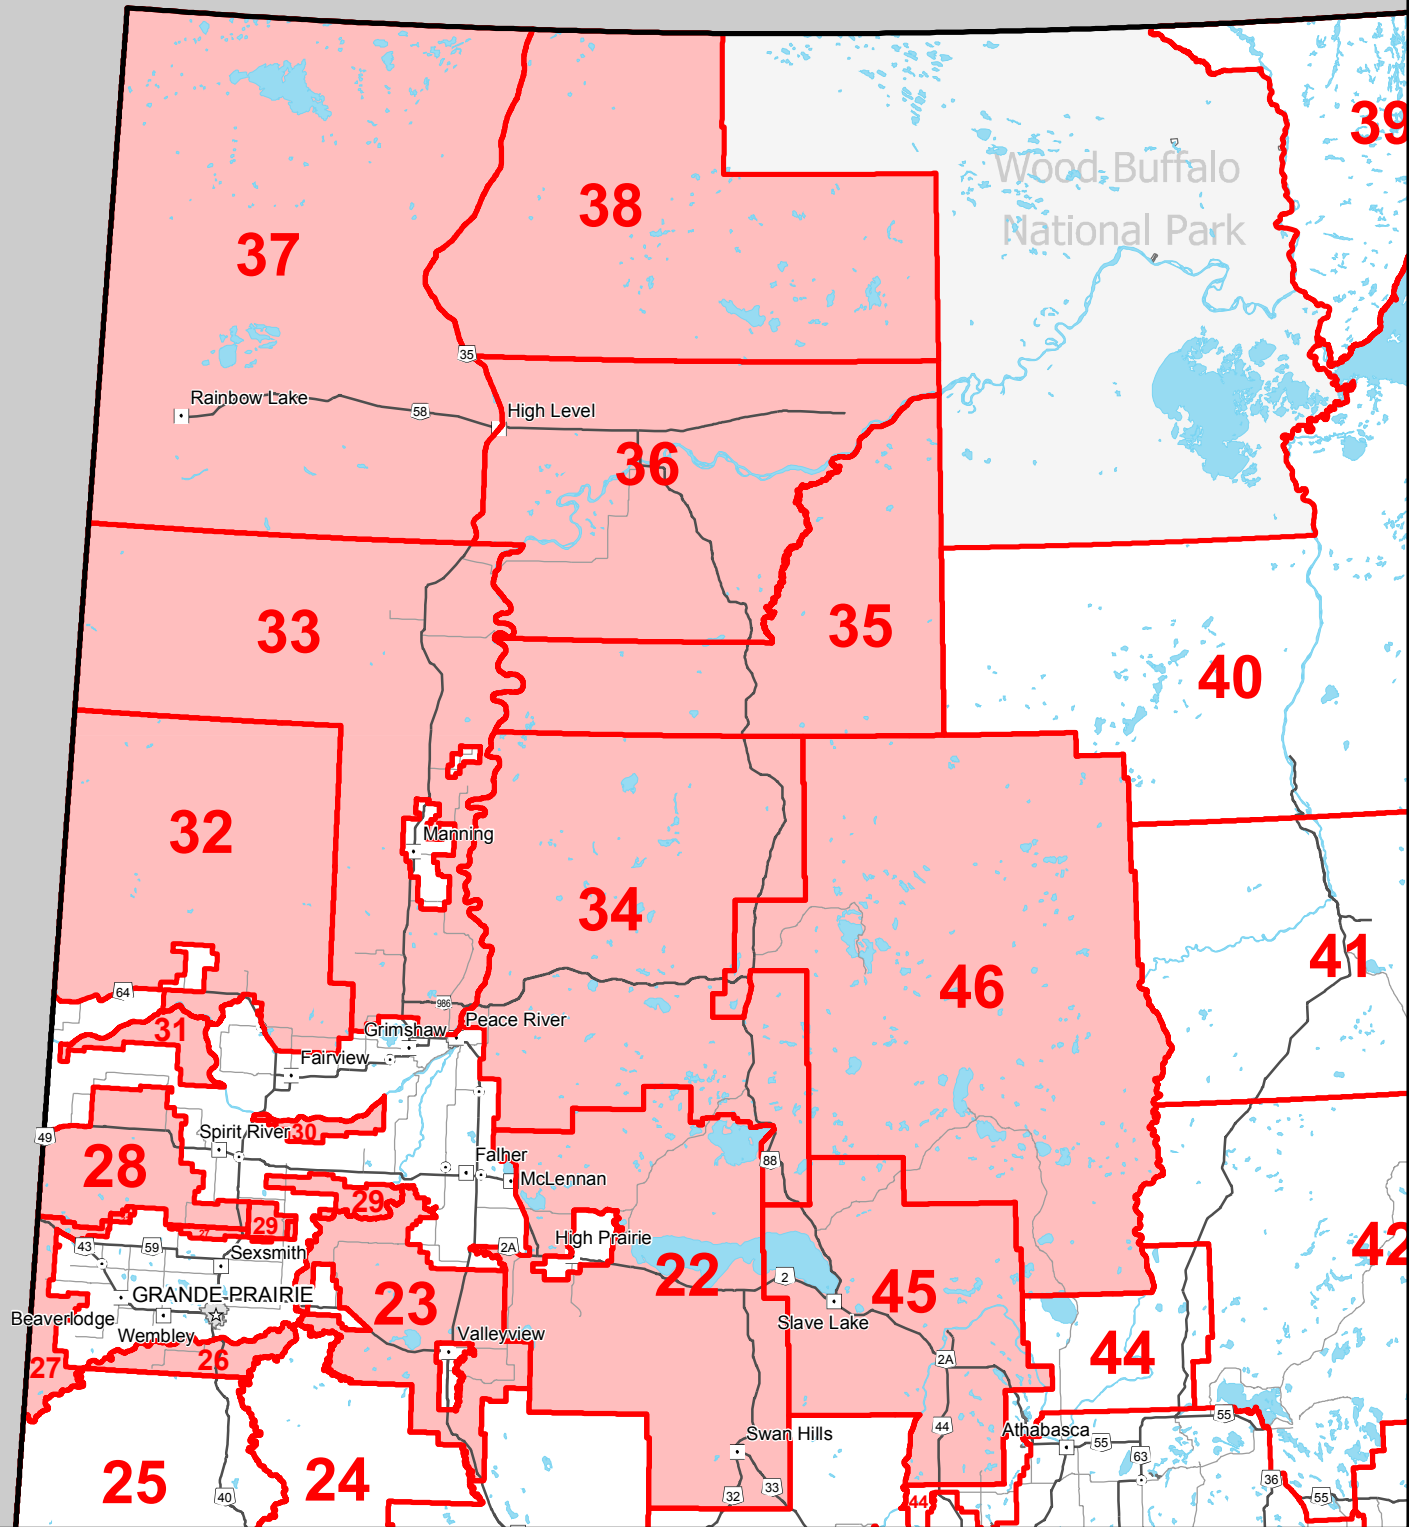 39
Wood Buffalo
National Park
38
37
35
Rainbow Lake
58
High Level
36
35
33
40
32
Manning
34
41
46
64
986
31
Grimshaw
Peace River
Fairview
30
Spirit River
49
28
Falher
88
McLennan
29
29
27
High Prairie
2A
43
59
Sexsmith
42
22
2
45
GRANDE PRAIRIE
23
Beaverlodge
Wembley
Valleyview
Slave Lake
44
2A
27
26
Swan Hills
44
Athabasca
55
55
63
25
24
40
32
33
44
36
55